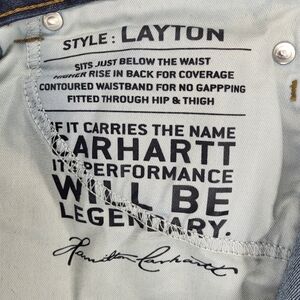 STYLE: LAYTON
SITS JUST BELOW THE WAIST
HIGHER RISE IN BACK FOR COVERAGE
CONTOURED WAISTBAND FOR NO GAPPPING
FITTED THROUGH HIP & THIGH
IF IT CARRIES THE NAME
CARHARTT
ITS PERFORMANCE
WILL BE
LEGENDARY.
Hamilton Carhartt